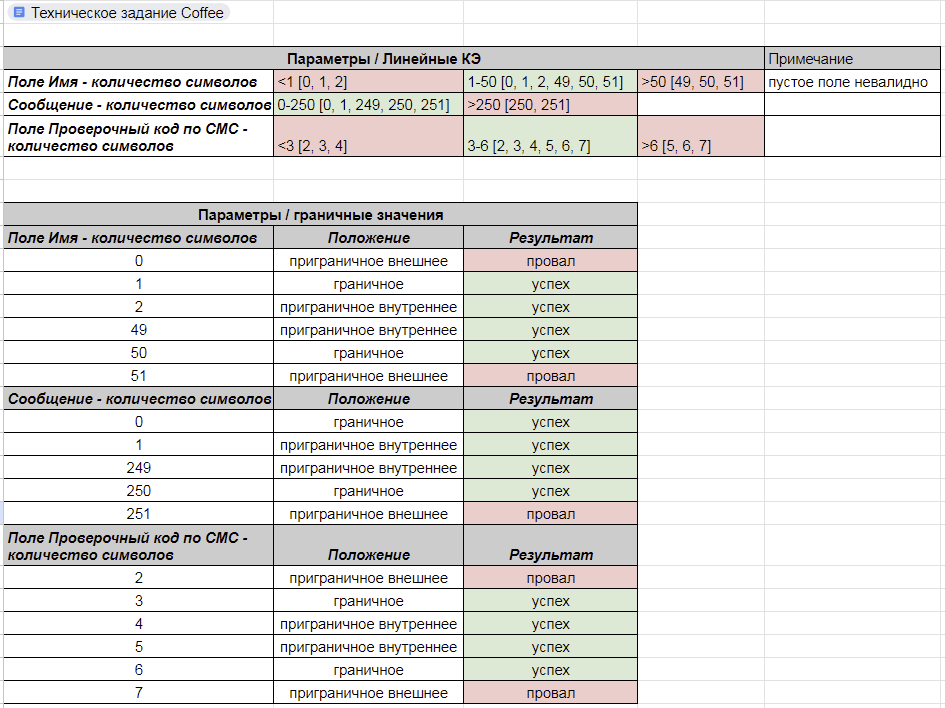 Техническое задание Coffee
Параметры / Линейные КЭ Примечание
Поле Имя - количество символов <1 [0, 1, 2] 1-50 [0, 1, 2, 49, 50, 51] >50 [49, 50, 51] пустое поле невалидно
Сообщение - количество символов 0-250 [0, 1, 249, 250, 251] >250 [250, 251]
Поле Проверочный код по СМС -
количество символов <3 [2, 3, 4] 3-6 [2, 3, 4, 5, 6, 7] >6 [5, 6, 7]
Параметры / граничные значения
Поле Имя - количество символов Положение Результат
0 приграничное внешнее провал
1 граничное успех
2 приграничное внутреннее успех
49 приграничное внутреннее успех
50 граничное успех
51 приграничное внешнее провал
Сообщение - количество символов Положение Результат
0 граничное успех
1 приграничное внутреннее успех
249 приграничное внутреннее успех
250 граничное успех
251 приграничное внешнее провал
Поле Проверочный код по СМС -
количество символов Положение Результат
2 приграничное внешнее провал
3 граничное успех
4 приграничное внутреннее успех
5 приграничное внутреннее успех
6 граничное успех
7 приграничное внешнее провал